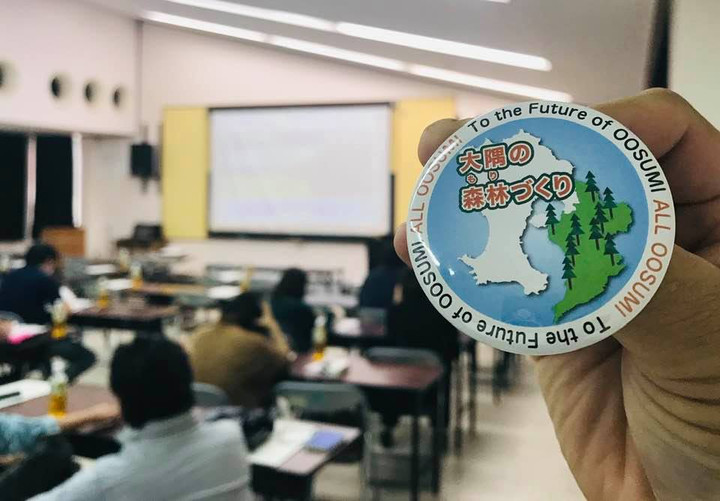 To the Future of OOSUMI ALL OOSUMI
To the Future of OOSUMI ALL OOSUMI
大隅の
もり
森林づくり